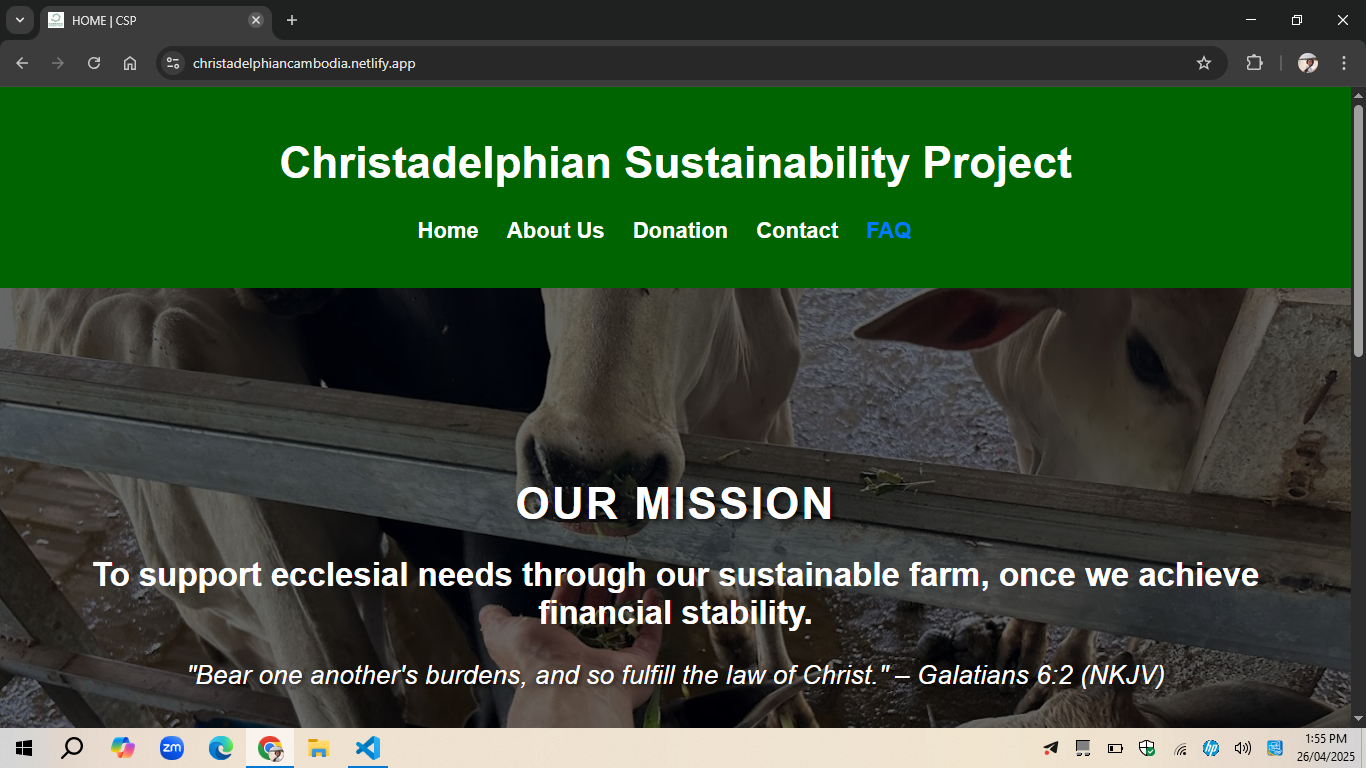 HOME | CSP
christadelphiancambodia.netlify.app
Christadelphian Sustainability Project
Home About Us Donation Contact FAQ
OUR MISSION
To support ecclesial needs through our sustainable farm, once we achieve
financial stability.
"Bear one another's burdens, and so fulfill the law of Christ." – Galatians 6:2 (NKJV)
zm
hp
1:55 PM
26/04/2025